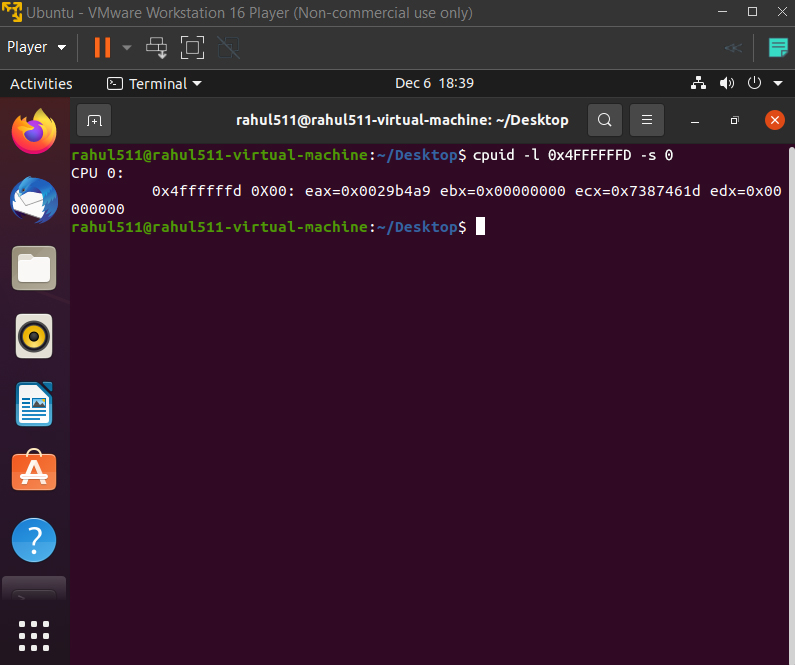 Ubuntu - VMware Workstation 16 Player (Non-commercial use only)
Player
Activities
Terminal
Dec 6 18:39
rahul511@rahul511-virtual-machine: ~/Desktop
rahul511@rahul511-virtual-machine:~/Desktop$ cpuid -l 0x4FFFFFFD -s 0
CPU 0:
0x4ffffffd 0X00: eax=0x0029b4a9 ebx=0x00000000 ecx=0x7387461d edx=0x00
000000
rahul511@rahul511-virtual-machine:~/Desktop$